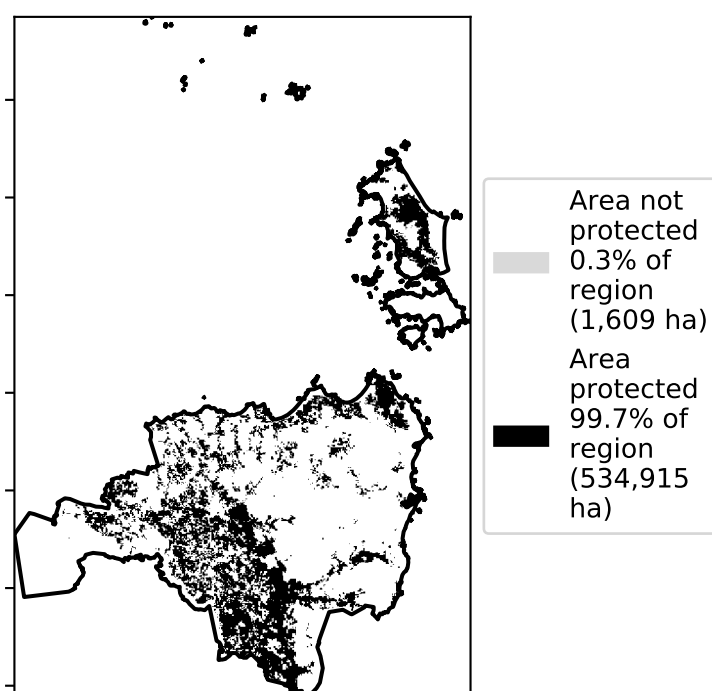 Area not
protected
0.3% of
region
(1,609 ha)
Area
protected
99.7% of
region
(534,915
ha)